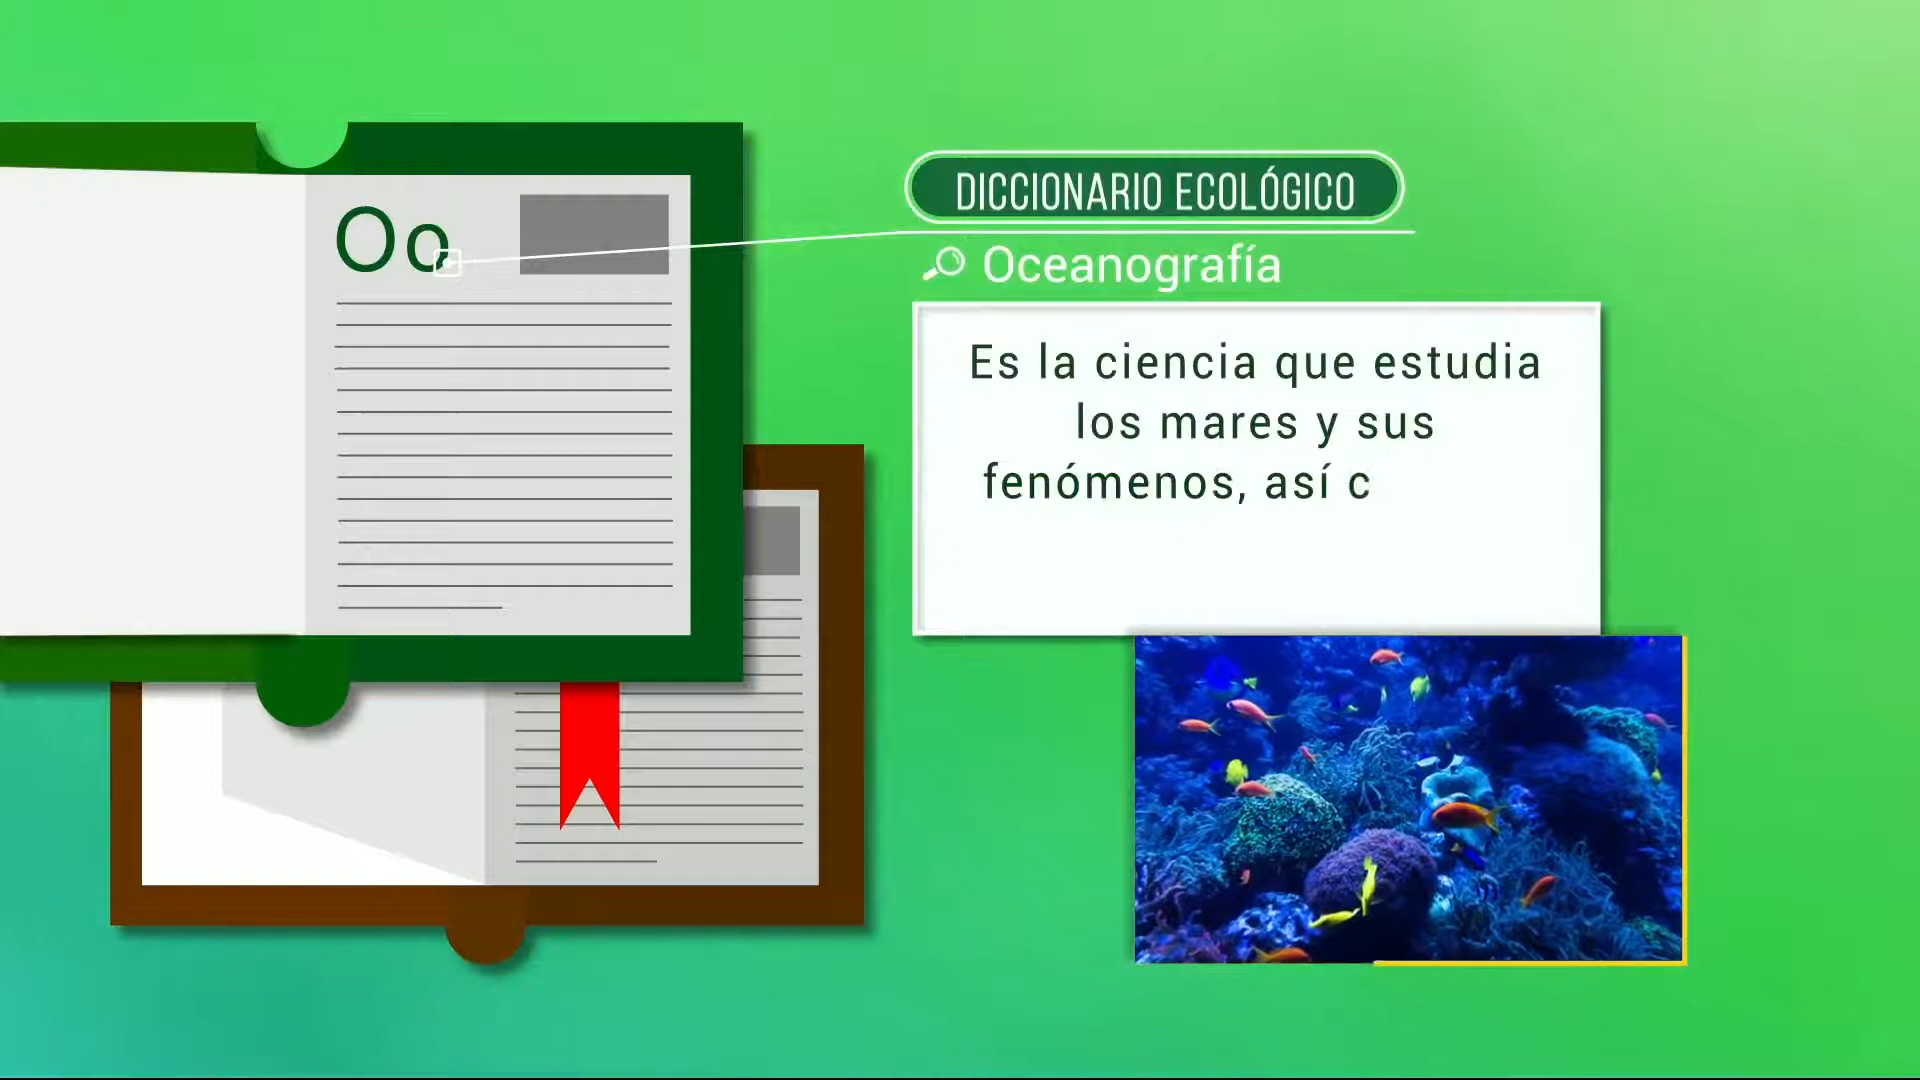 Oo
DICCIONARIO ECOLÓGICO
Oceanografía
Es la ciencia que estudia
los mares y sus
fenómenos, así c